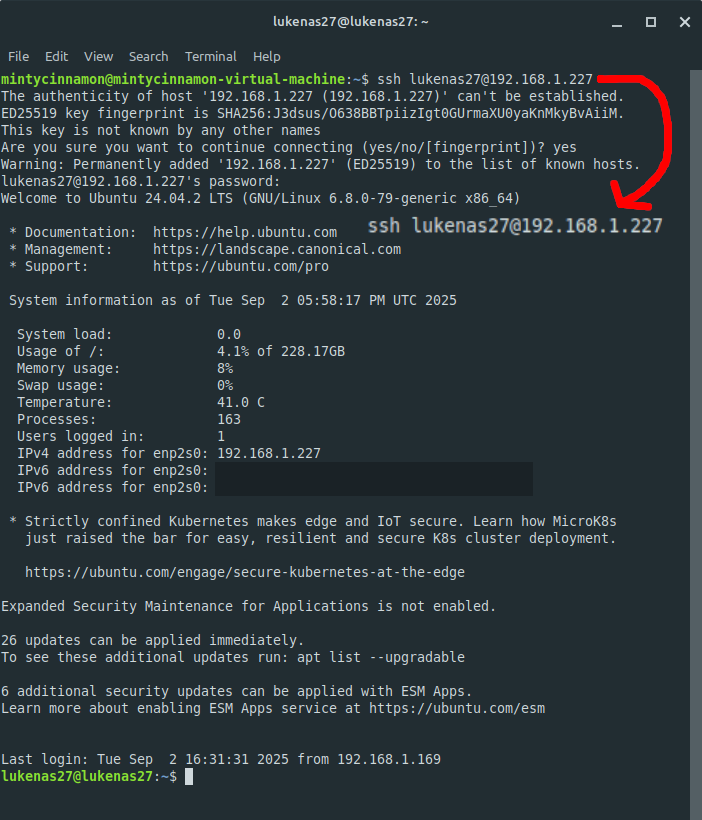 lukenas27@lukenas27: ~
File Edit View Search Terminal Help
mintycinnamon@mintycinnamon-virtual-machine:~$ ssh lukenas27@192.168.1.227
The authenticity of host '192.168.1.227 (192.168.1.227)' can't be established.
ED25519 key fingerprint is SHA256:J3dsus/O638BBTpiizIgt0GUrmaXU0yaKnMkyBvAiiM.
This key is not known by any other names
Are you sure you want to continue connecting (yes/no/[fingerprint])? yes
Warning: Permanently added '192.168.1.227' (ED25519) to the list of known hosts.
lukenas27@192.168.1.227's password:
Welcome to Ubuntu 24.04.2 LTS (GNU/Linux 6.8.0-79-generic x86_64)
ssh lukenas27@192.168.1.227
* Documentation: https://help.ubuntu.com
* Management: https://landscape.canonical.com
* Support: https://ubuntu.com/pro
System information as of Tue Sep 2 05:58:17 PM UTC 2025
System load: 0.0
Usage of /: 4.1% of 228.17GB
Memory usage: 8%
Swap usage: 0%
Temperature: 41.0 C
Processes: 163
Users logged in: 1
IPv4 address for enp2s0: 192.168.1.227
IPv6 address for enp2s0:
IPv6 address for enp2s0:
* Strictly confined Kubernetes makes edge and IoT secure. Learn how MicroK8s
just raised the bar for easy, resilient and secure K8s cluster deployment.
https://ubuntu.com/engage/secure-kubernetes-at-the-edge
Expanded Security Maintenance for Applications is not enabled.
26 updates can be applied immediately.
To see these additional updates run: apt list --upgradable
6 additional security updates can be applied with ESM Apps.
Learn more about enabling ESM Apps service at https://ubuntu.com/esm
Last login: Tue Sep 2 16:31:31 2025 from 192.168.1.169
lukenas27@lukenas27:~$